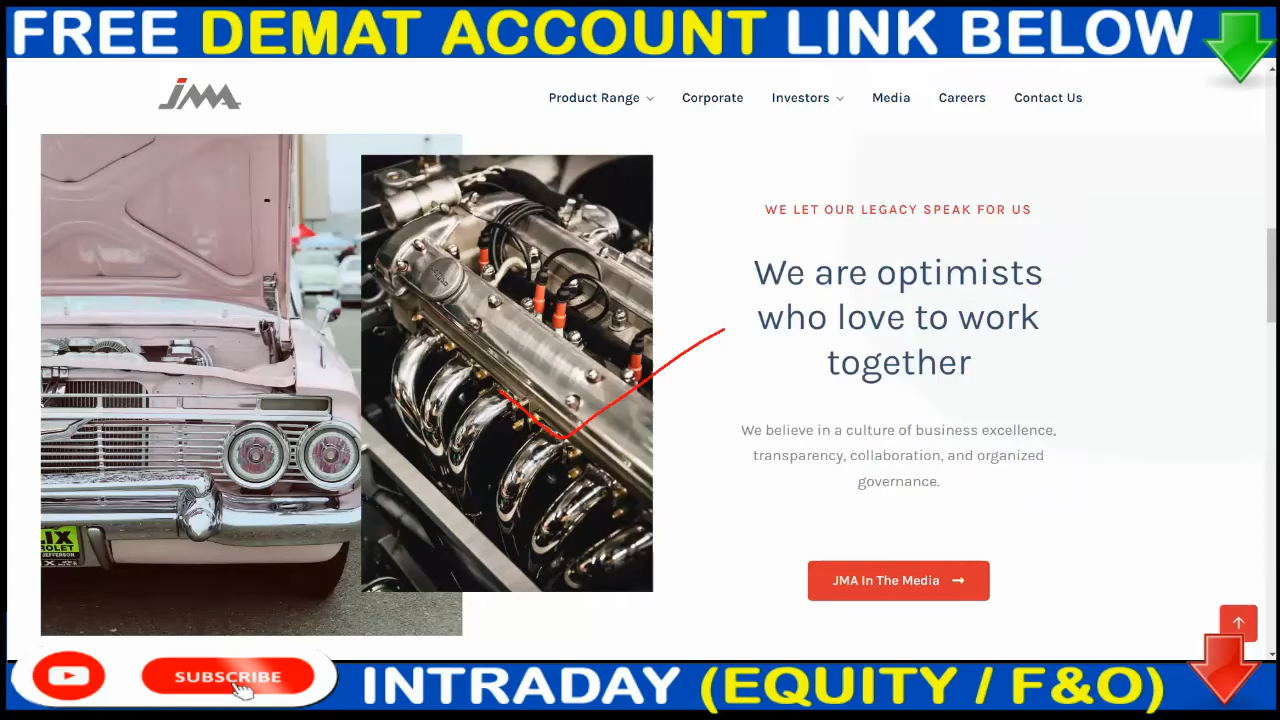 FREE DEMAT ACCOUNT LINK BELOW
JMA
Product Range
Corporate
Investors
Media
Careers
Contact Us
WE LET OUR LEGACY SPEAK FOR US
We are optimists
who love to work
together
We believe in a culture of business excellence,
transparency, collaboration, and organized
governance.
JMA In The Media
SUBSCRIBE
INTRADAY (EQUITY / F&O)